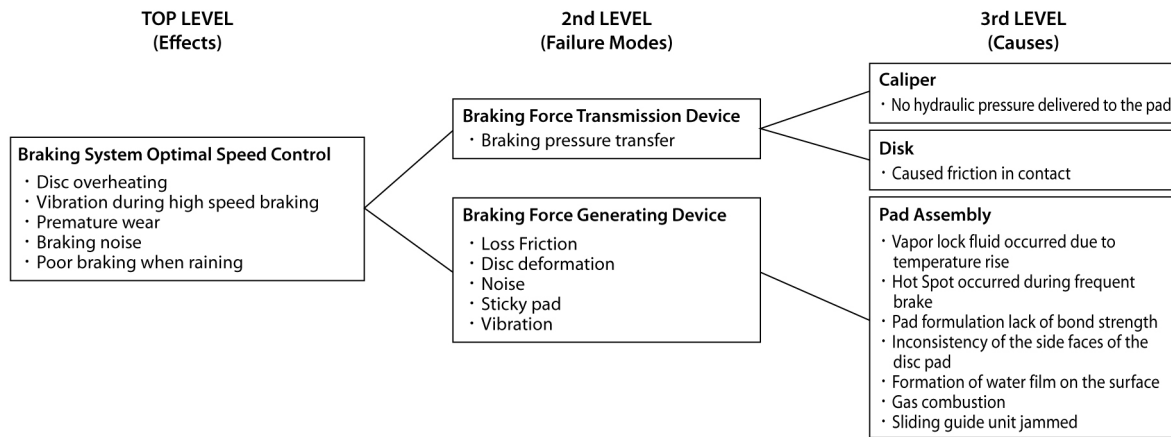 TOP LEVEL
(Effects)
2nd LEVEL
(Failure Modes)
3rd LEVEL
(Causes)
Braking System Optimal Speed Control
· Disc overheating
· Vibration during high speed braking
· Premature wear
· Braking noise
· Poor braking when raining
Braking Force Transmission Device
· Braking pressure transfer
Braking Force Generating Device
· Loss Friction
· Disc deformation
· Noise
· Sticky pad
· Vibration
Caliper
· No hydraulic pressure delivered to the pad
Disk
· Caused friction in contact
Pad Assembly
· Vapor lock fluid occurred due to
temperature rise
· Hot Spot occurred during frequent
brake
· Pad formulation lack of bond strength
· Inconsistency of the side faces of the
disc pad
· Formation of water film on the surface
· Gas combustion
· Sliding guide unit jammed